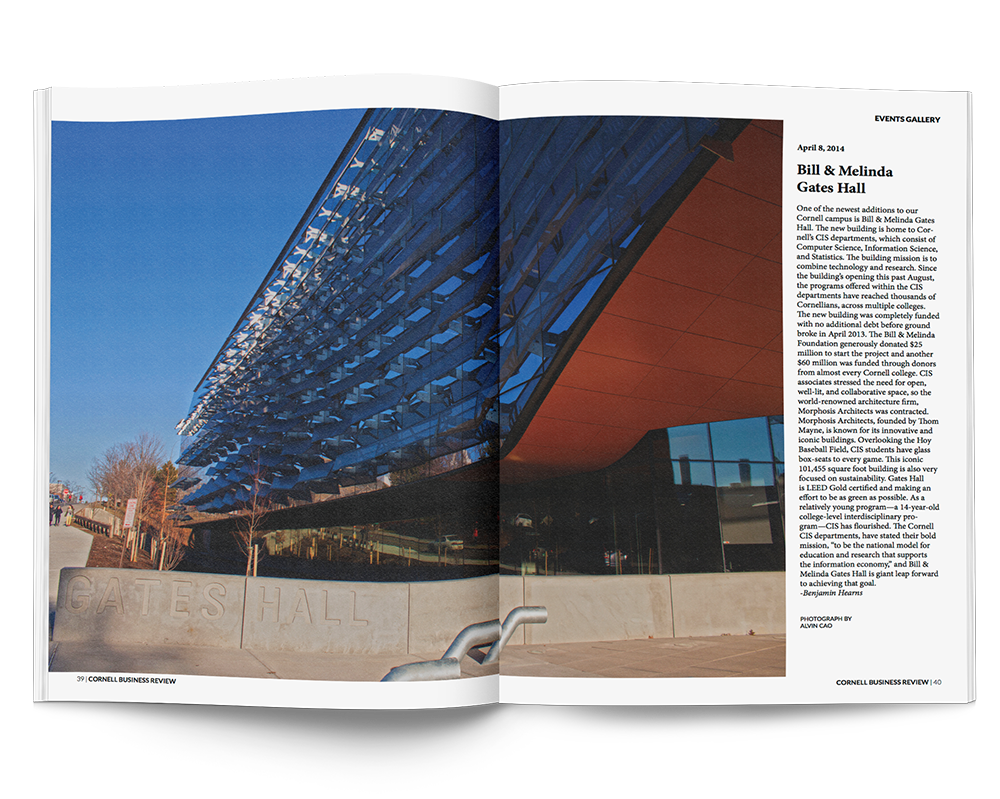 GATES HALL
39 | CORNELL BUSINESS REVIEW
EVENTS GALLERY
April 8, 2014
Bill & Melinda
Gates Hall
One of the newest additions to our
Cornell campus is Bill & Melinda Gates
Hall. The new building is home to Cor-
nell's CIS departments, which consist of
Computer Science, Information Science,
and Statistics. The building mission is to
combine technology and research. Since
the building's opening this past August,
the programs offered within the CIS
departments have reached thousands of
Cornellians, across multiple colleges.
The new building was completely funded
with no additional debt before ground
broke in April 2013. The Bill & Melinda
Foundation generously donated $25
million to start the project and another
$60 million was funded through donors
from almost every Cornell college. CIS
associates stressed the need for open,
well-lit, and collaborative space, so the
world-renowned architecture firm,
Morphosis Architects was contracted.
Morphosis Architects, founded by Thom
Mayne, is known for its innovative and
iconic buildings. Overlooking the Hoy
Baseball Field, CIS students have glass
box-seats to every game. This iconic
101,455 square foot building is also very
focused on sustainability. Gates Hall
is LEED Gold certified and making an
effort to be as green as possible. As a
relatively young program—a 14-year-old
college-level interdisciplinary pro-
gram—CIS has flourished. The Cornell
CIS departments, have stated their bold
mission, "to be the national model for
education and research that supports
the information economy," and Bill &
Melinda Gates Hall is giant leap forward
to achieving that goal.
-Benjamin Hearns
PHOTOGRAPH BY
ALVIN CAO
CORNELL BUSINESS REVIEW | 40